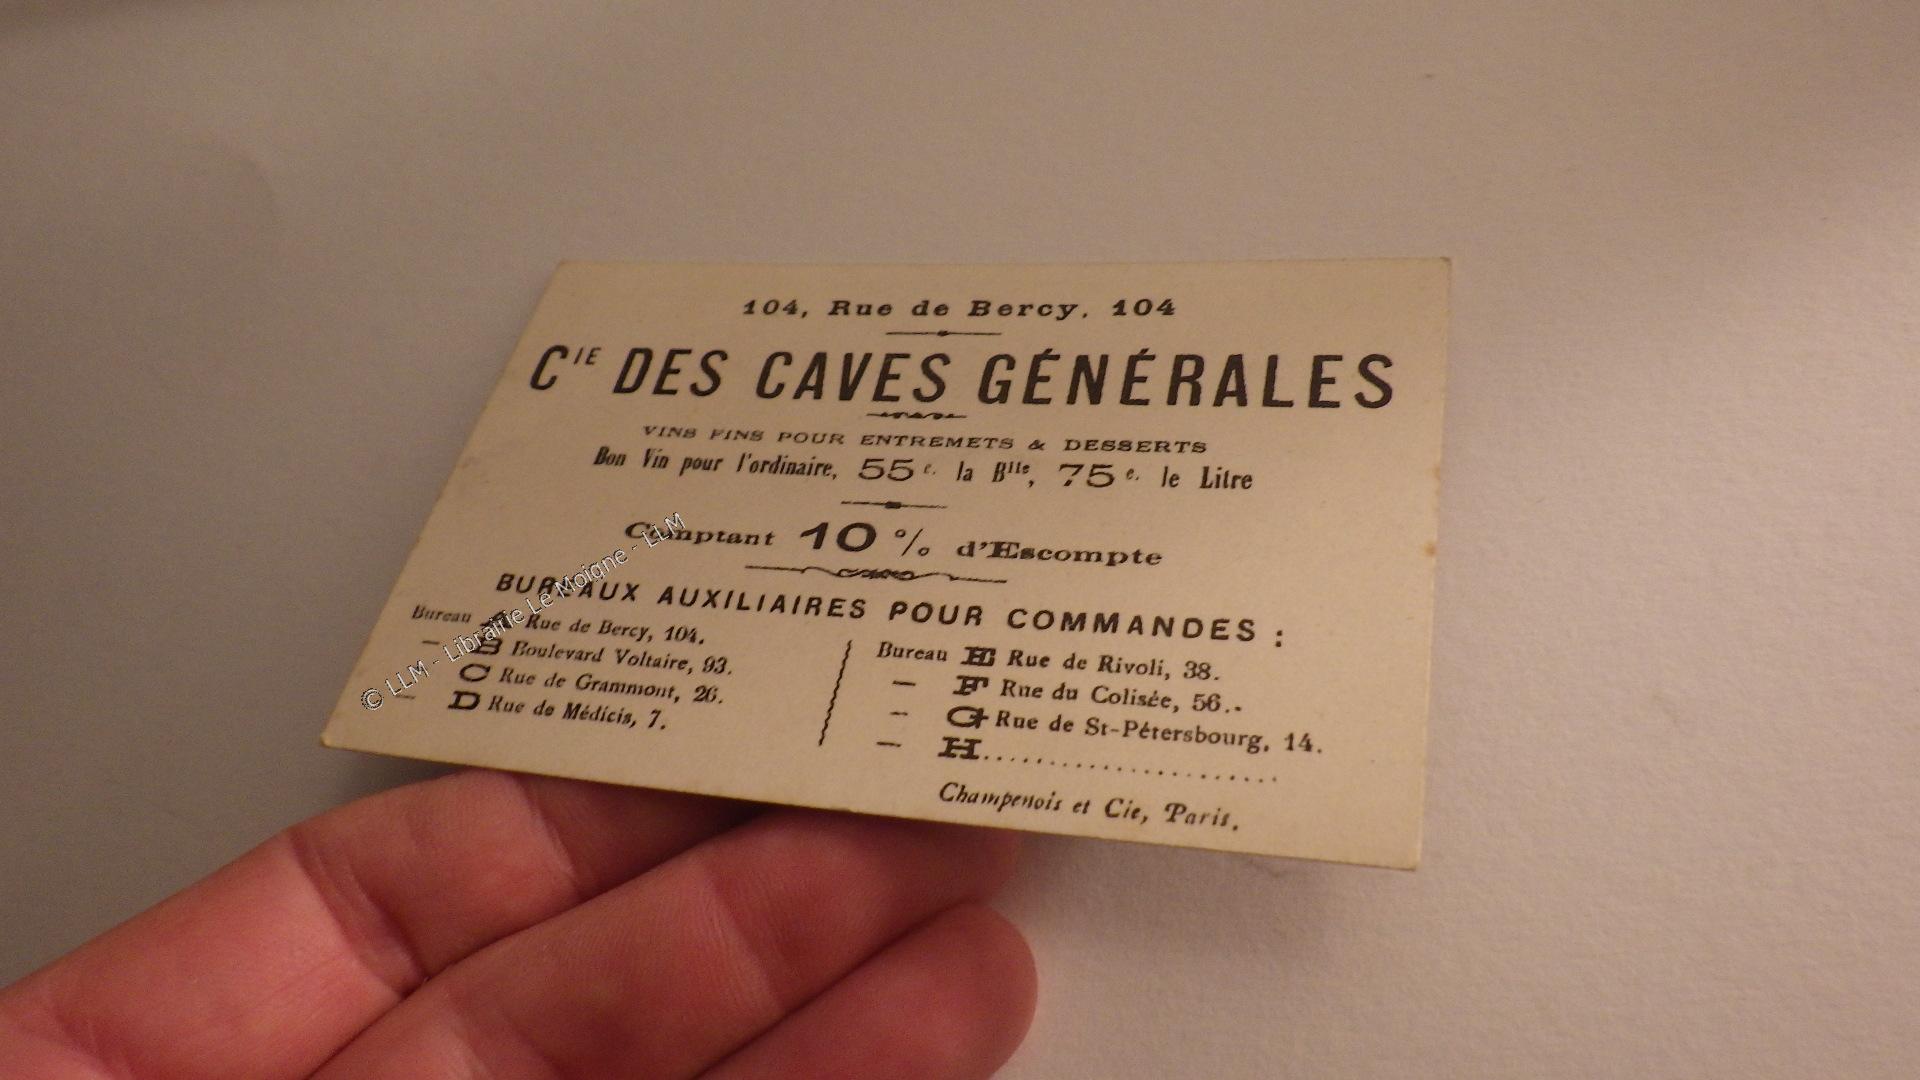 104, Rue de Bercy, 104
Cie DES CAVES GÉNÉRALES
VINS FINS POUR ENTREMETS & DESSERTS
Bon Vin pour l'ordinaire, 55 c. la Blle, 75 c. le Litre
Comptant 10 % d'Escompte
BUREAUX AUXILIAIRES POUR COMMANDES :
Bureau A Rue de Bercy, 104.
— B Boulevard Voltaire, 93.
— C Rue de Grammont, 26.
— D Rue de Médicis, 7.
Bureau E Rue de Rivoli, 38.
— F Rue du Colisée, 56..
— G Rue de St-Pétersbourg, 14.
— H......................
Champenois et Cie, Paris.
© LLM - Librairie Le Moigne - LLM